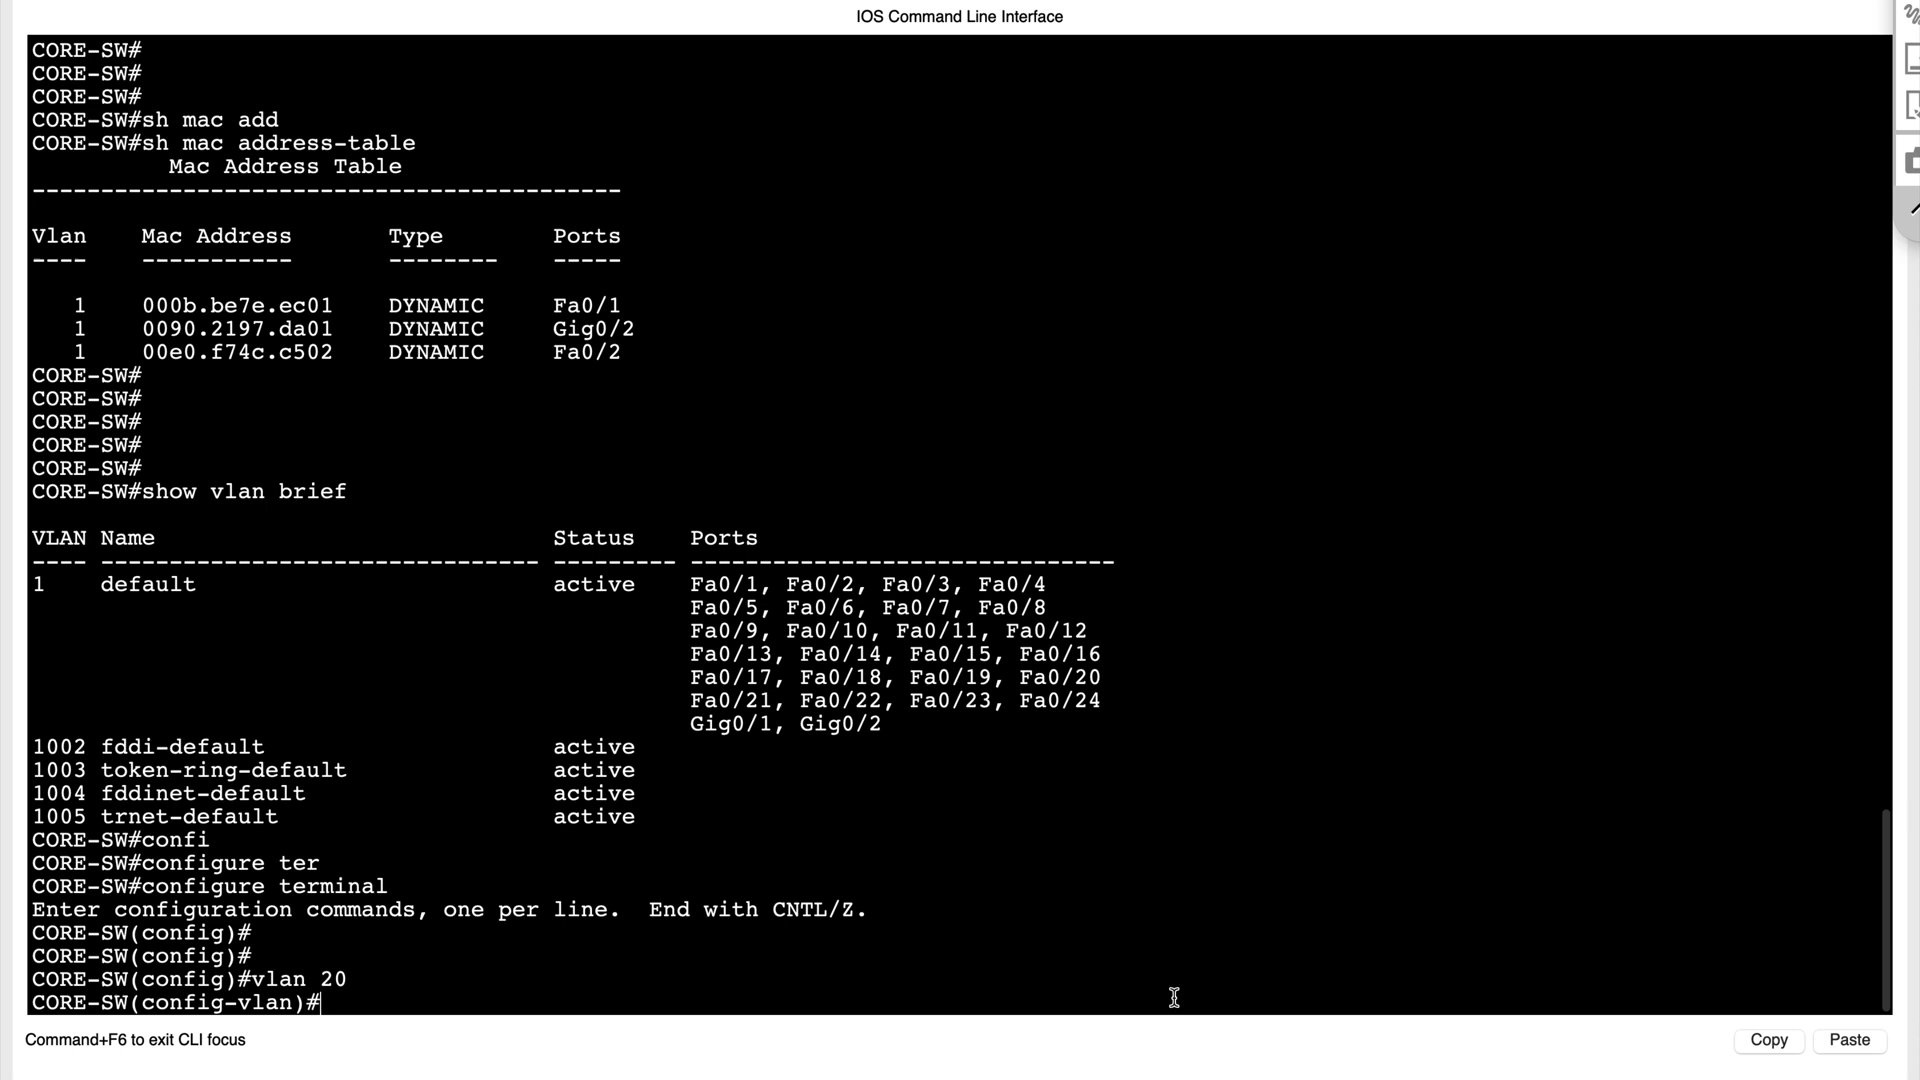 IOS Command Line Interface
CORE-SW#
CORE-SW#
CORE-SW#
CORE-SW#sh mac add
CORE-SW#sh mac address-table
          Mac Address Table
-------------------------------------------

Vlan    Mac Address       Type        Ports
----    -----------       --------    -----

   1    000b.be7e.ec01    DYNAMIC     Fa0/1
   1    0090.2197.da01    DYNAMIC     Gig0/2
   1    00e0.f74c.c502    DYNAMIC     Fa0/2
CORE-SW#
CORE-SW#
CORE-SW#
CORE-SW#
CORE-SW#
CORE-SW#show vlan brief

VLAN Name                             Status    Ports
---- -------------------------------- --------- -------------------------------
1    default                          active    Fa0/1, Fa0/2, Fa0/3, Fa0/4
                                                Fa0/5, Fa0/6, Fa0/7, Fa0/8
                                                Fa0/9, Fa0/10, Fa0/11, Fa0/12
                                                Fa0/13, Fa0/14, Fa0/15, Fa0/16
                                                Fa0/17, Fa0/18, Fa0/19, Fa0/20
                                                Fa0/21, Fa0/22, Fa0/23, Fa0/24
                                                Gig0/1, Gig0/2
1002 fddi-default                     active
1003 token-ring-default               active
1004 fddinet-default                  active
1005 trnet-default                    active
CORE-SW#confi
CORE-SW#configure ter
CORE-SW#configure terminal
Enter configuration commands, one per line.  End with CNTL/Z.
CORE-SW(config)#
CORE-SW(config)#
CORE-SW(config)#vlan 20
CORE-SW(config-vlan)#
Command+F6 to exit CLI focus
Copy
Paste